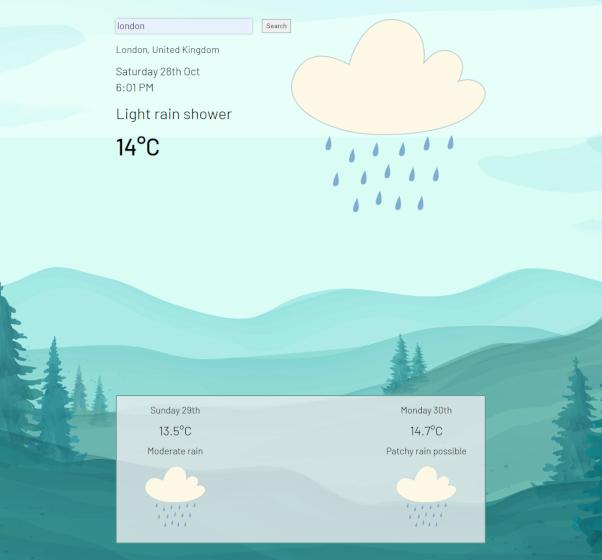 london
Search
London, United Kingdom
Saturday 28th Oct
6:01 PM
Light rain shower
14°C
Sunday 29th
13.5°C
Moderate rain
Monday 30th
14.7°C
Patchy rain possible